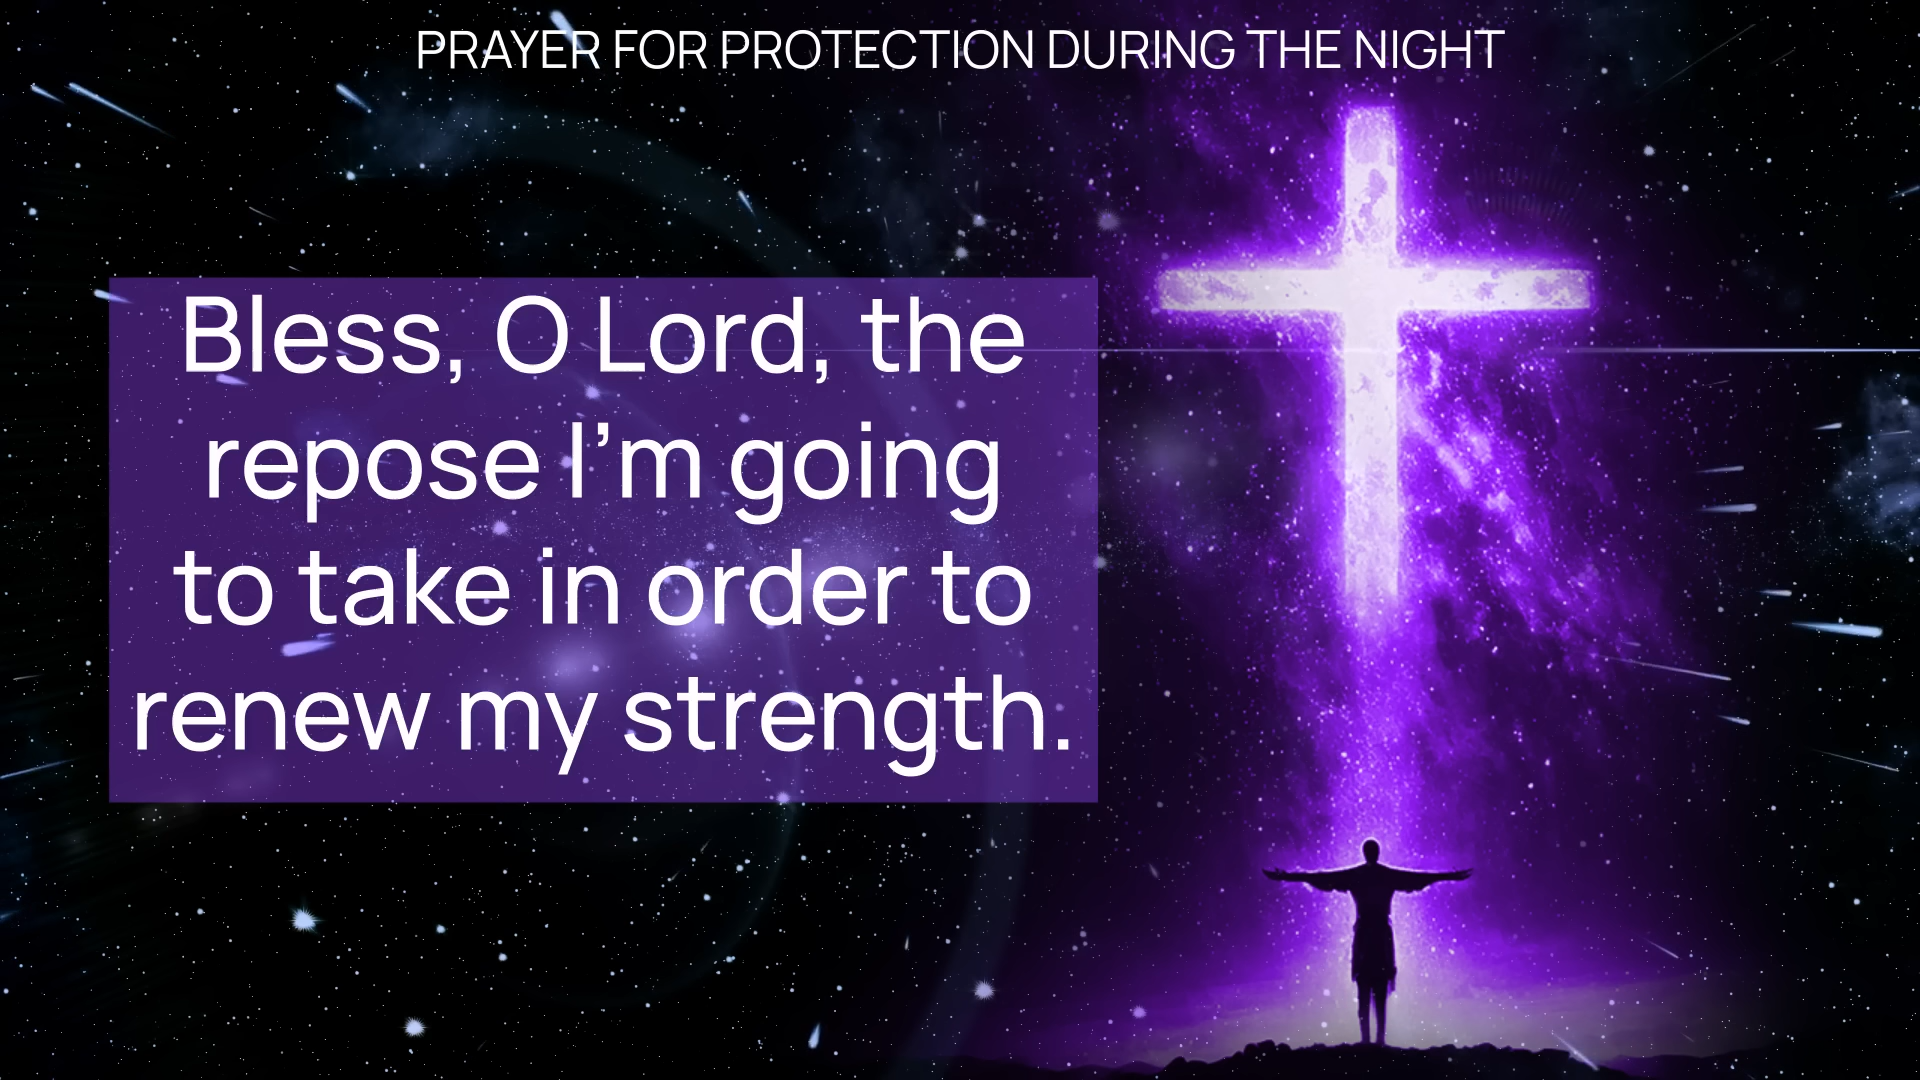 PRAYER FOR PROTECTION DURING THE NIGHT
Bless, O Lord, the
repose I’m going
to take in order to
renew my strength.